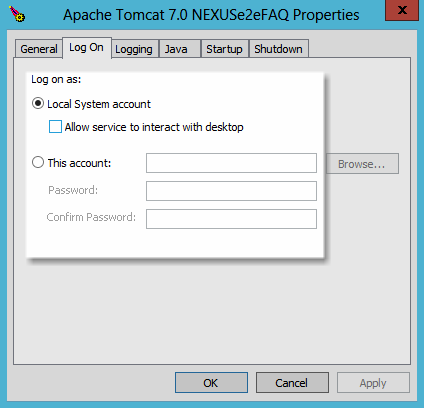 Apache Tomcat 7.0 NEXUSe2eFAQ Properties
X
General Log On Logging Java Startup Shutdown
Log on as:
Local System account
Allow service to interact with desktop
This account:
Browse...
Password:
Confirm Password:
OK Cancel Apply